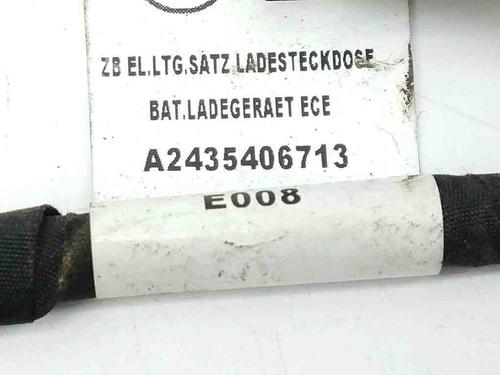 ZB EL.LTG.SATZ LADESTECKDOSE
BAT.LADEGERAET ECE
A2435406713
E008